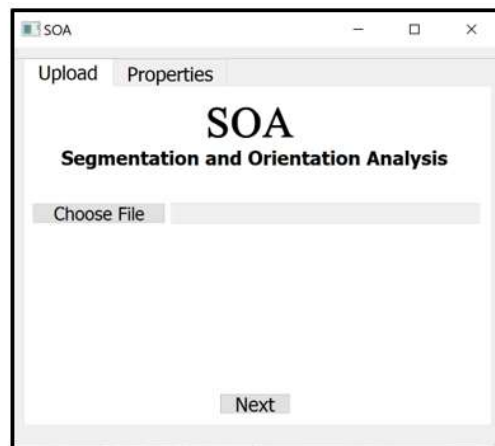 SOA
Upload Properties
SOA
Segmentation and Orientation Analysis
Choose File
Next